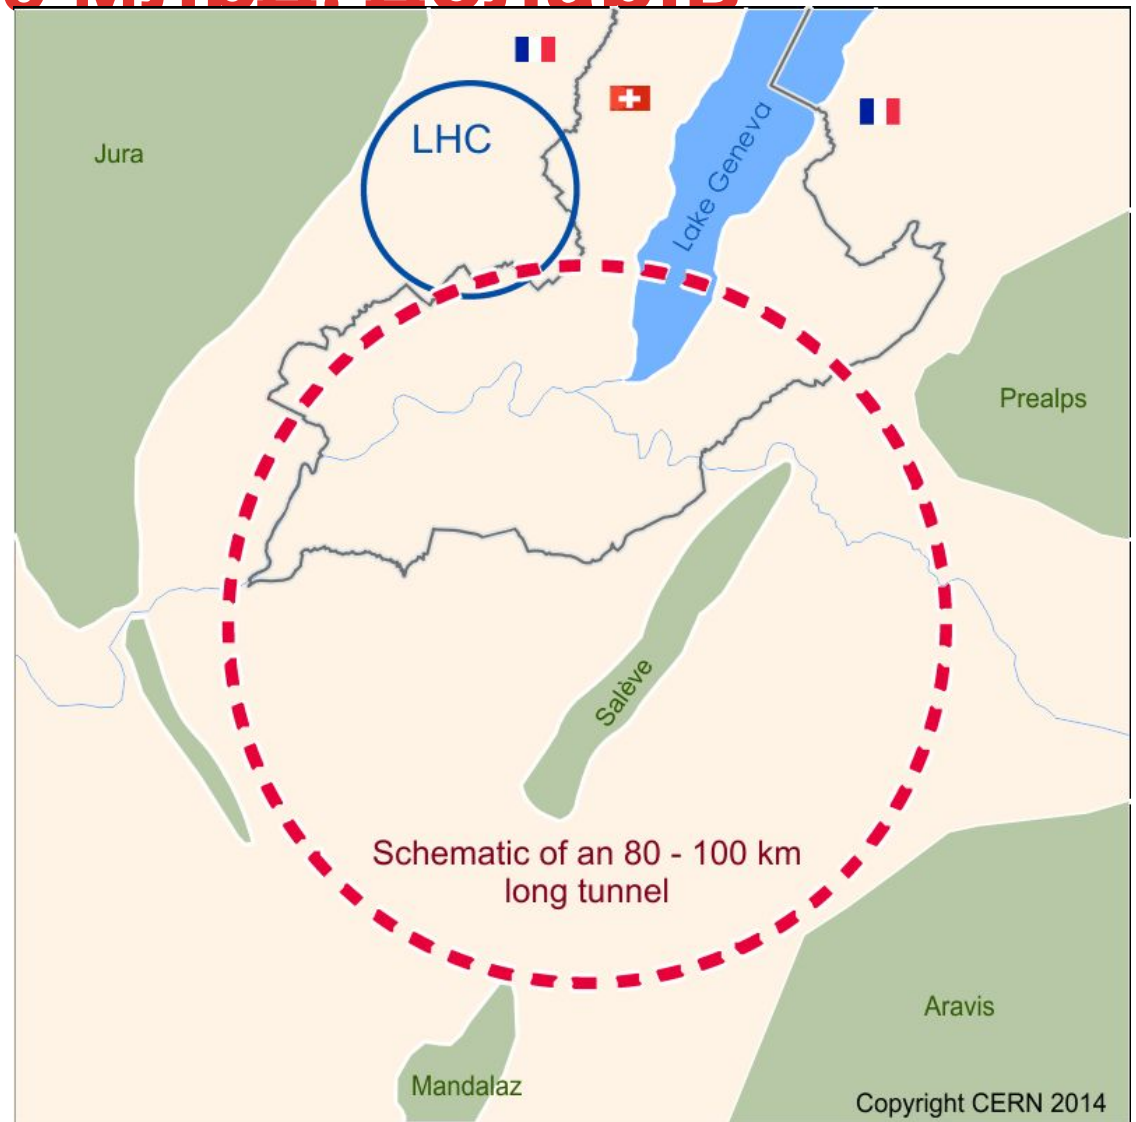 LHC
Jura
Lake Geneva
Prealps
Salève
Schematic of an 80 - 100 km
long tunnel
Aravis
Mandalaz
Copyright CERN 2014